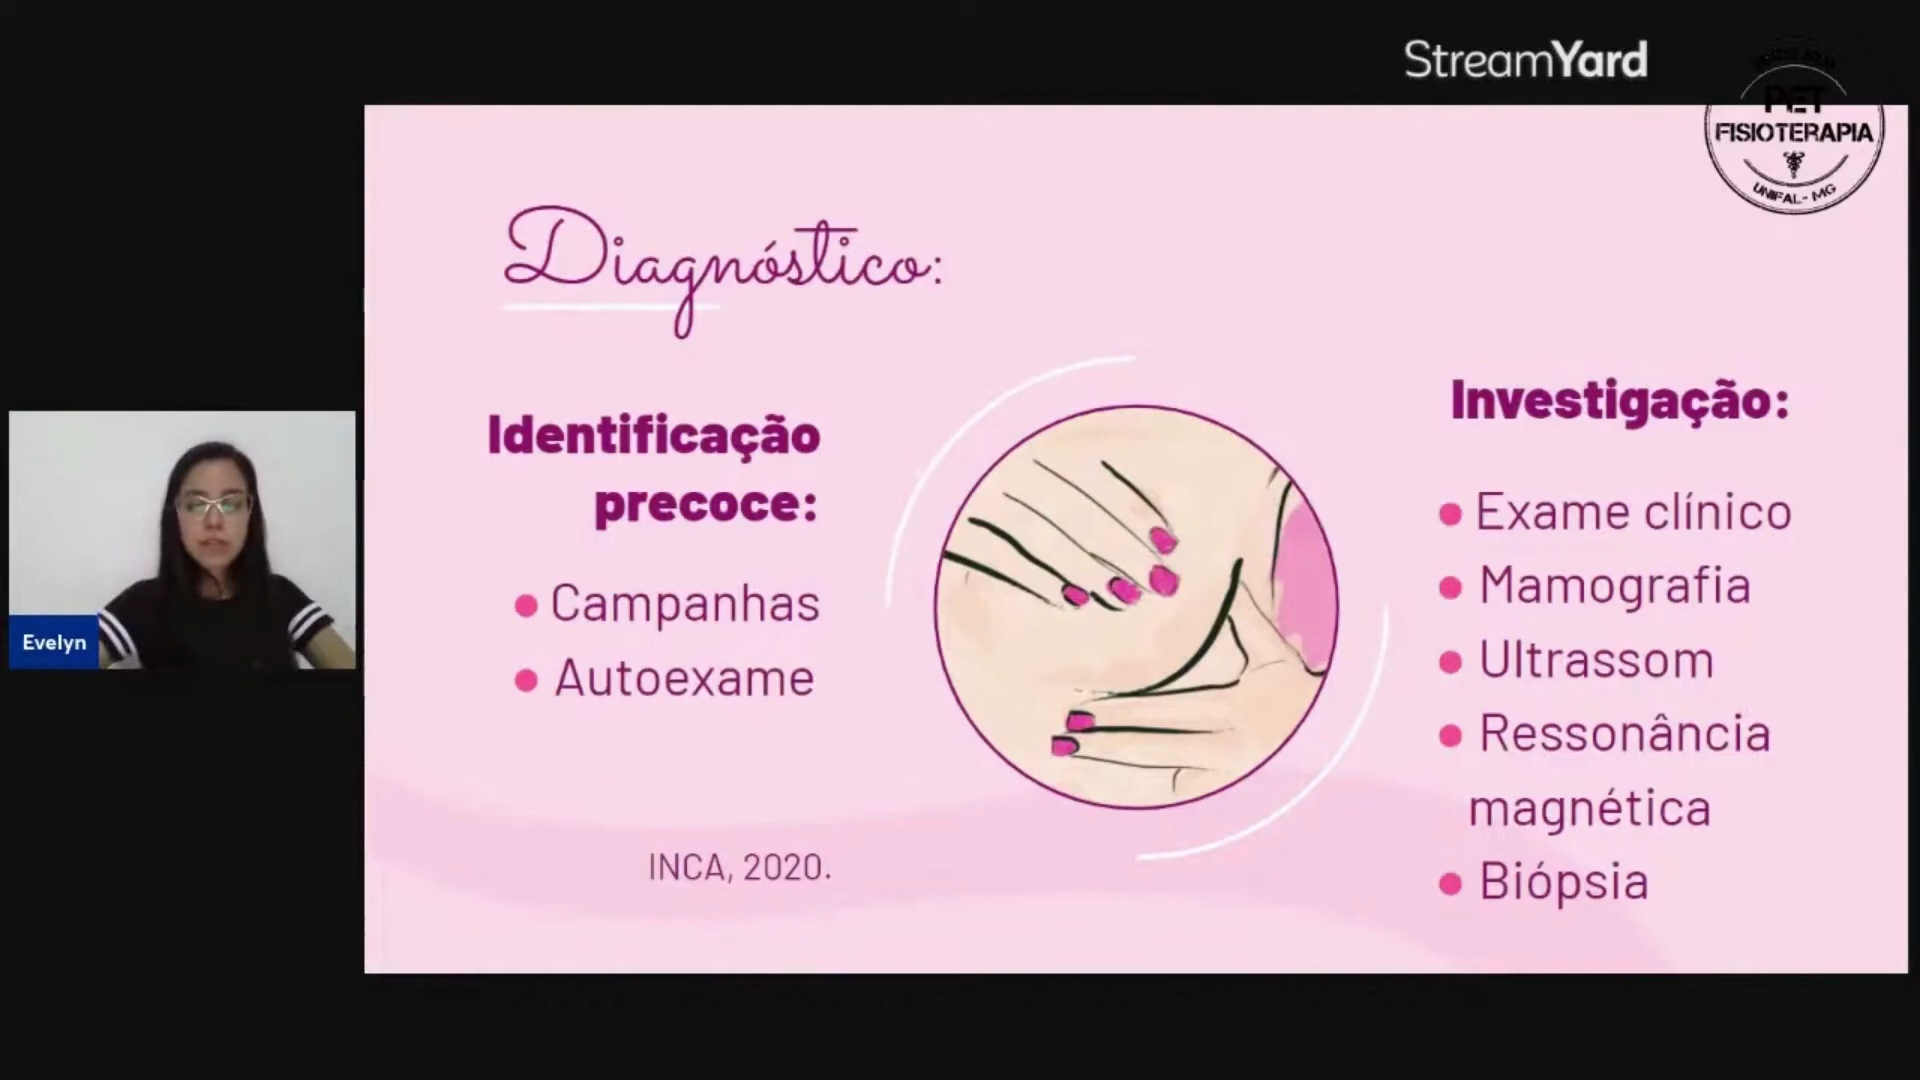 StreamYard
PET
FISIOTERAPIA
UNIFAL - MG
Diagnóstico:
Identificação
precoce:
Campanhas
Autoexame
INCA, 2020.
Investigação:
Exame clínico
Mamografia
Ultrassom
Ressonância
magnética
Biópsia
Evelyn